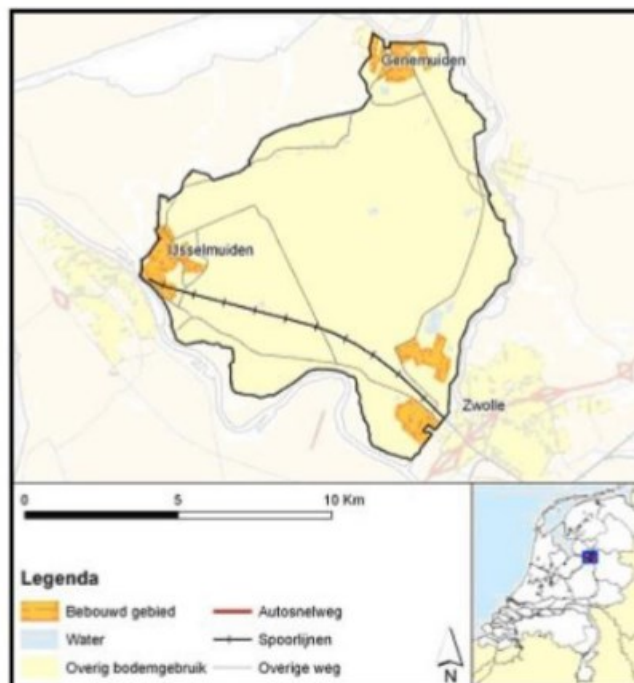 Genemuiden
IJsselmuiden
Zwolle
0 5 10 Km
Legenda
Bebouwd gebied
Autosnelweg
Water
Spoorlijnen
Overig bodemgebruik
Overige weg
N